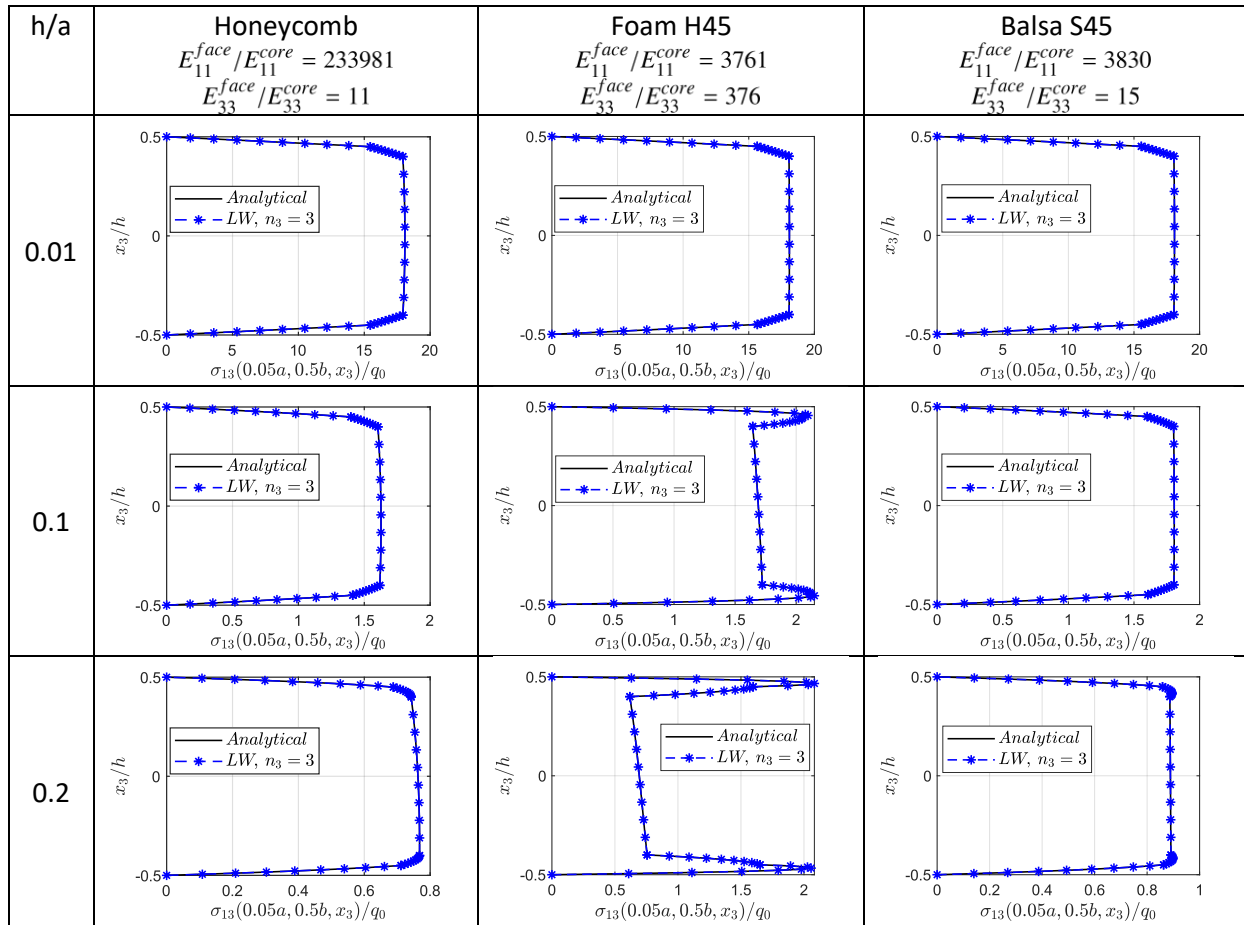 h/a
Honeycomb
E_{11}^{face}/E_{11}^{core} = 233981
E_{33}^{face}/E_{33}^{core} = 11
Foam H45
E_{11}^{face}/E_{11}^{core} = 3761
E_{33}^{face}/E_{33}^{core} = 376
Balsa S45
E_{11}^{face}/E_{11}^{core} = 3830
E_{33}^{face}/E_{33}^{core} = 15
0.01
0.5
0
-0.5
x_3/h
Analytical
LW, n_3 = 3
0 5 10 15 20
σ_{13}(0.05a, 0.5b, x_3)/q_0
0.5
0
-0.5
x_3/h
Analytical
LW, n_3 = 3
0 5 10 15 20
σ_{13}(0.05a, 0.5b, x_3)/q_0
0.5
0
-0.5
x_3/h
Analytical
LW, n_3 = 3
0 5 10 15 20
σ_{13}(0.05a, 0.5b, x_3)/q_0
0.1
0.5
0
-0.5
x_3/h
Analytical
LW, n_3 = 3
0 0.5 1 1.5 2
σ_{13}(0.05a, 0.5b, x_3)/q_0
0.5
0
-0.5
x_3/h
Analytical
LW, n_3 = 3
0 0.5 1 1.5 2
σ_{13}(0.05a, 0.5b, x_3)/q_0
0.5
0
-0.5
x_3/h
Analytical
LW, n_3 = 3
0 0.5 1 1.5 2
σ_{13}(0.05a, 0.5b, x_3)/q_0
0.2
0.5
0
-0.5
x_3/h
Analytical
LW, n_3 = 3
0 0.2 0.4 0.6 0.8
σ_{13}(0.05a, 0.5b, x_3)/q_0
0.5
0
-0.5
x_3/h
Analytical
LW, n_3 = 3
0 0.5 1 1.5 2
σ_{13}(0.05a, 0.5b, x_3)/q_0
0.5
0
-0.5
x_3/h
Analytical
LW, n_3 = 3
0 0.2 0.4 0.6 0.8 1
σ_{13}(0.05a, 0.5b, x_3)/q_0